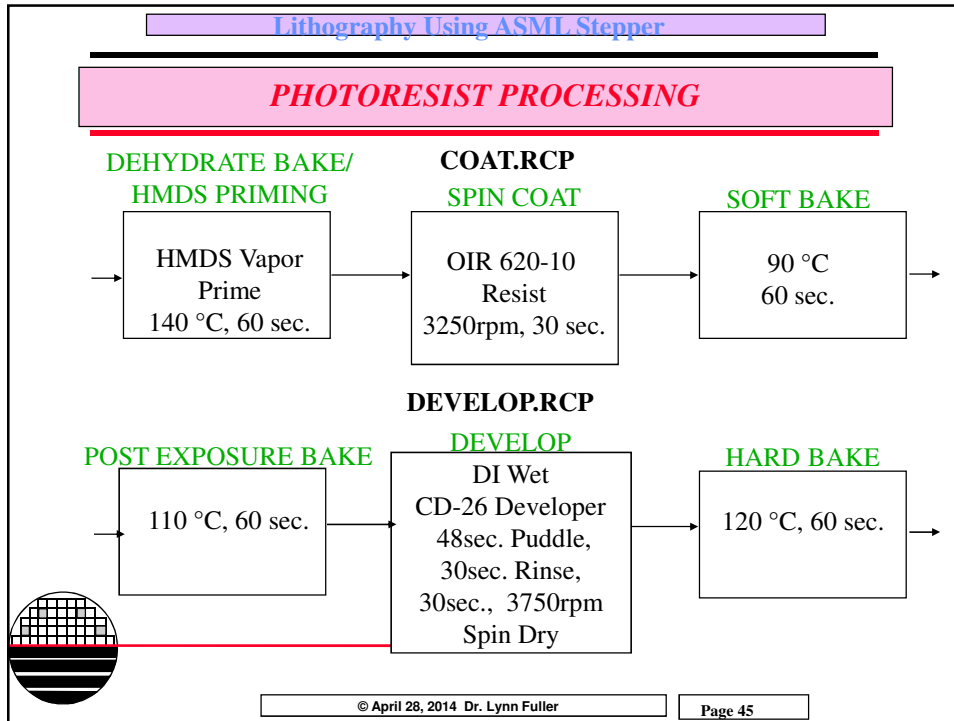 Lithography Using ASML Stepper
PHOTORESIST PROCESSING
COAT.RCP
DEHYDRATE BAKE/
HMDS PRIMING
HMDS Vapor
Prime
140 °C, 60 sec.
SPIN COAT
OIR 620-10
Resist
3250rpm, 30 sec.
SOFT BAKE
90 °C
60 sec.
DEVELOP.RCP
POST EXPOSURE BAKE
110 °C, 60 sec.
DEVELOP
DI Wet
CD-26 Developer
48sec. Puddle,
30sec. Rinse,
30sec., 3750rpm
Spin Dry
HARD BAKE
120 °C, 60 sec.
© April 28, 2014 Dr. Lynn Fuller
Page 45